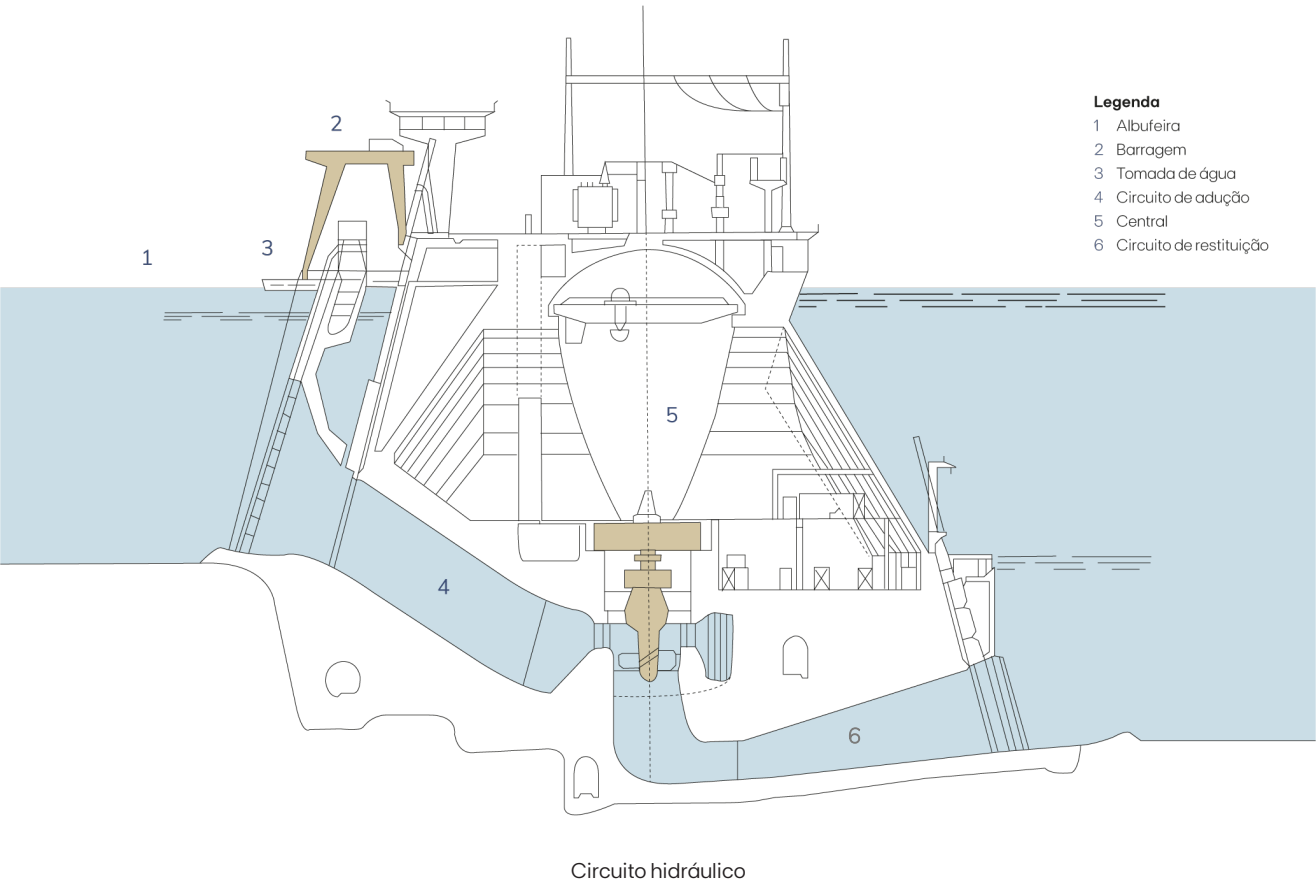 2
Legenda
1 Albufeira
2 Barragem
3 Tomada de água
4 Circuito de adução
5 Central
6 Circuito de restituição
3
1
5
4
6
Circuito hidráulico